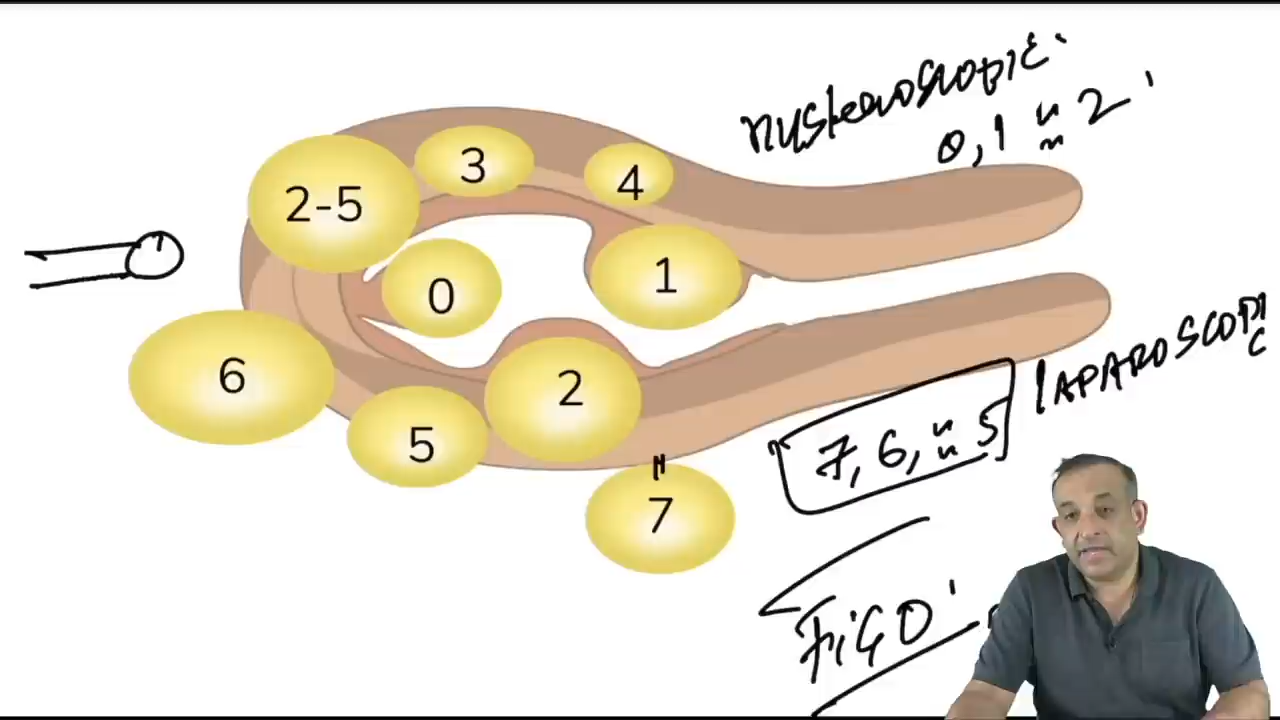 Hysteroscopic
0, 1 " 2
3
4
2-5
1
0
LAPAROSCOPIC
6
2
7, 6, " 5
5
7
FiGO